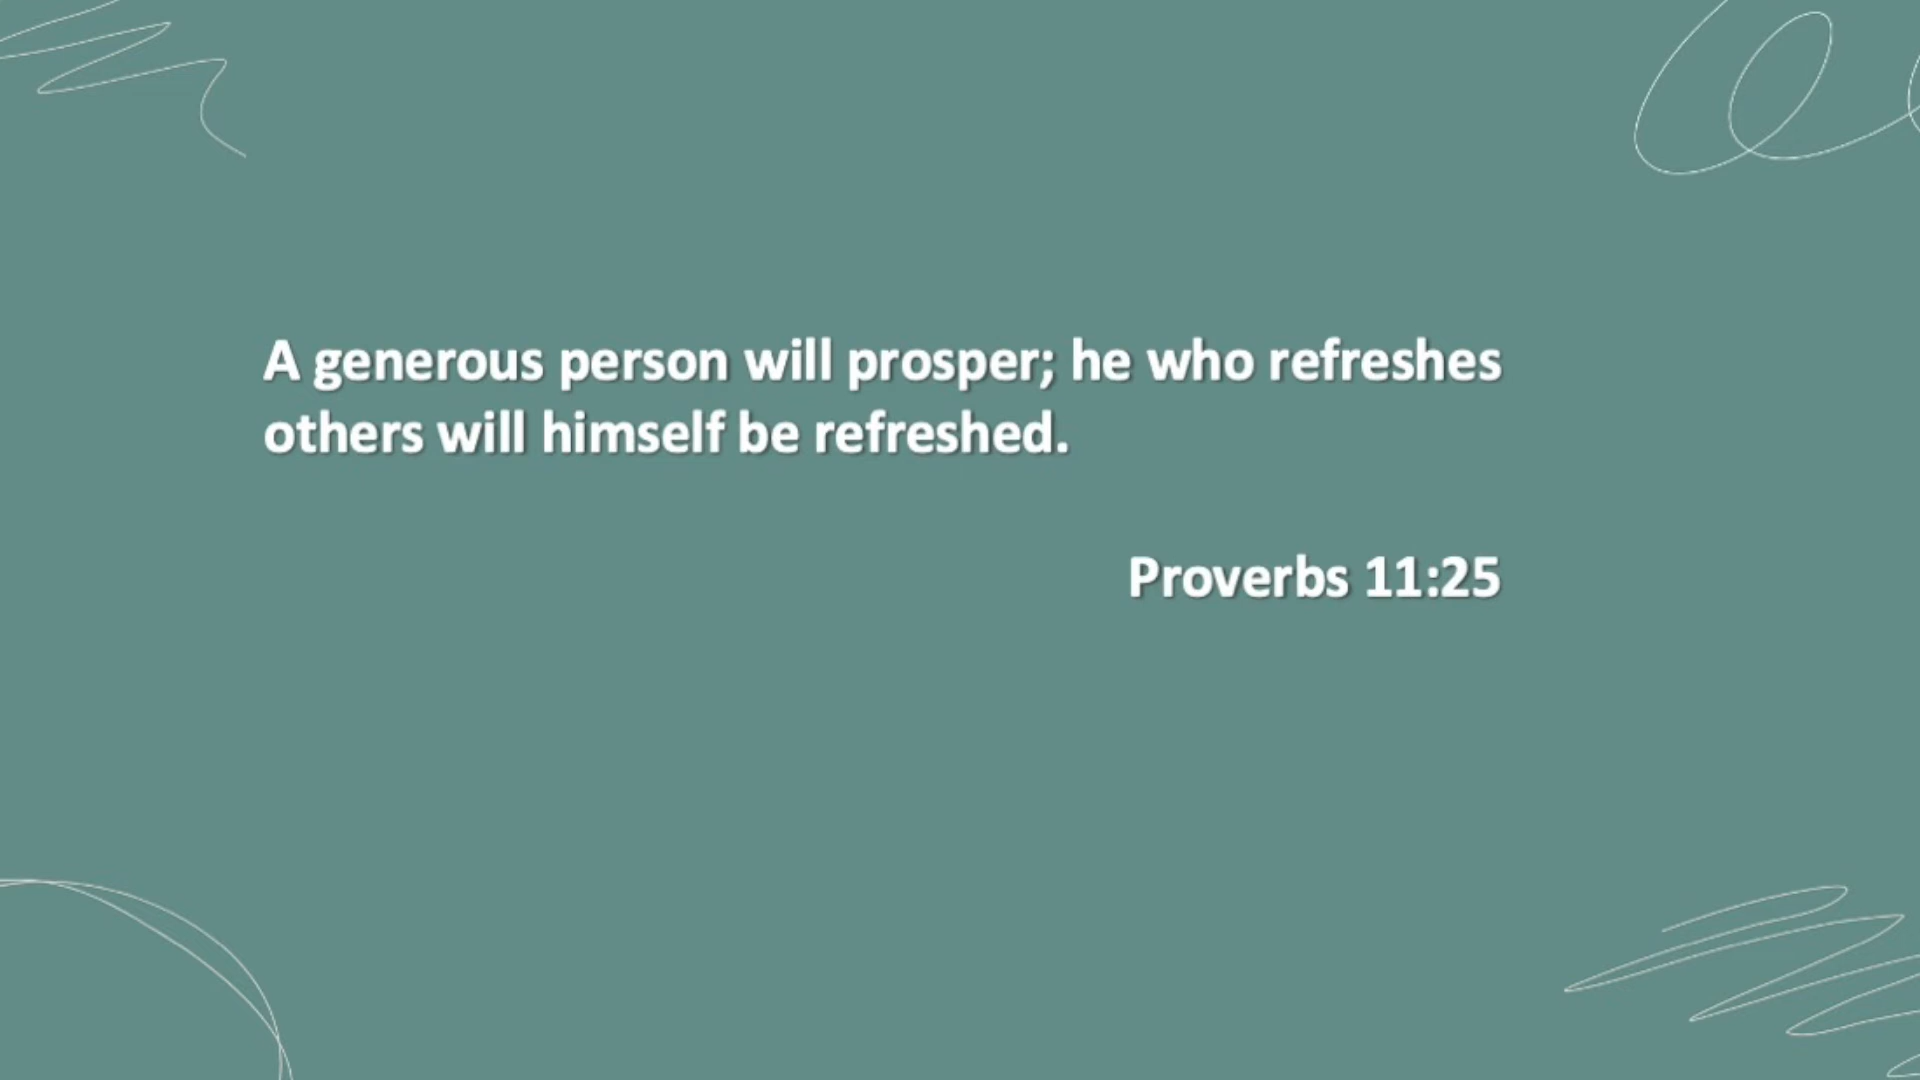 A generous person will prosper; he who refreshes
others will himself be refreshed.
Proverbs 11:25